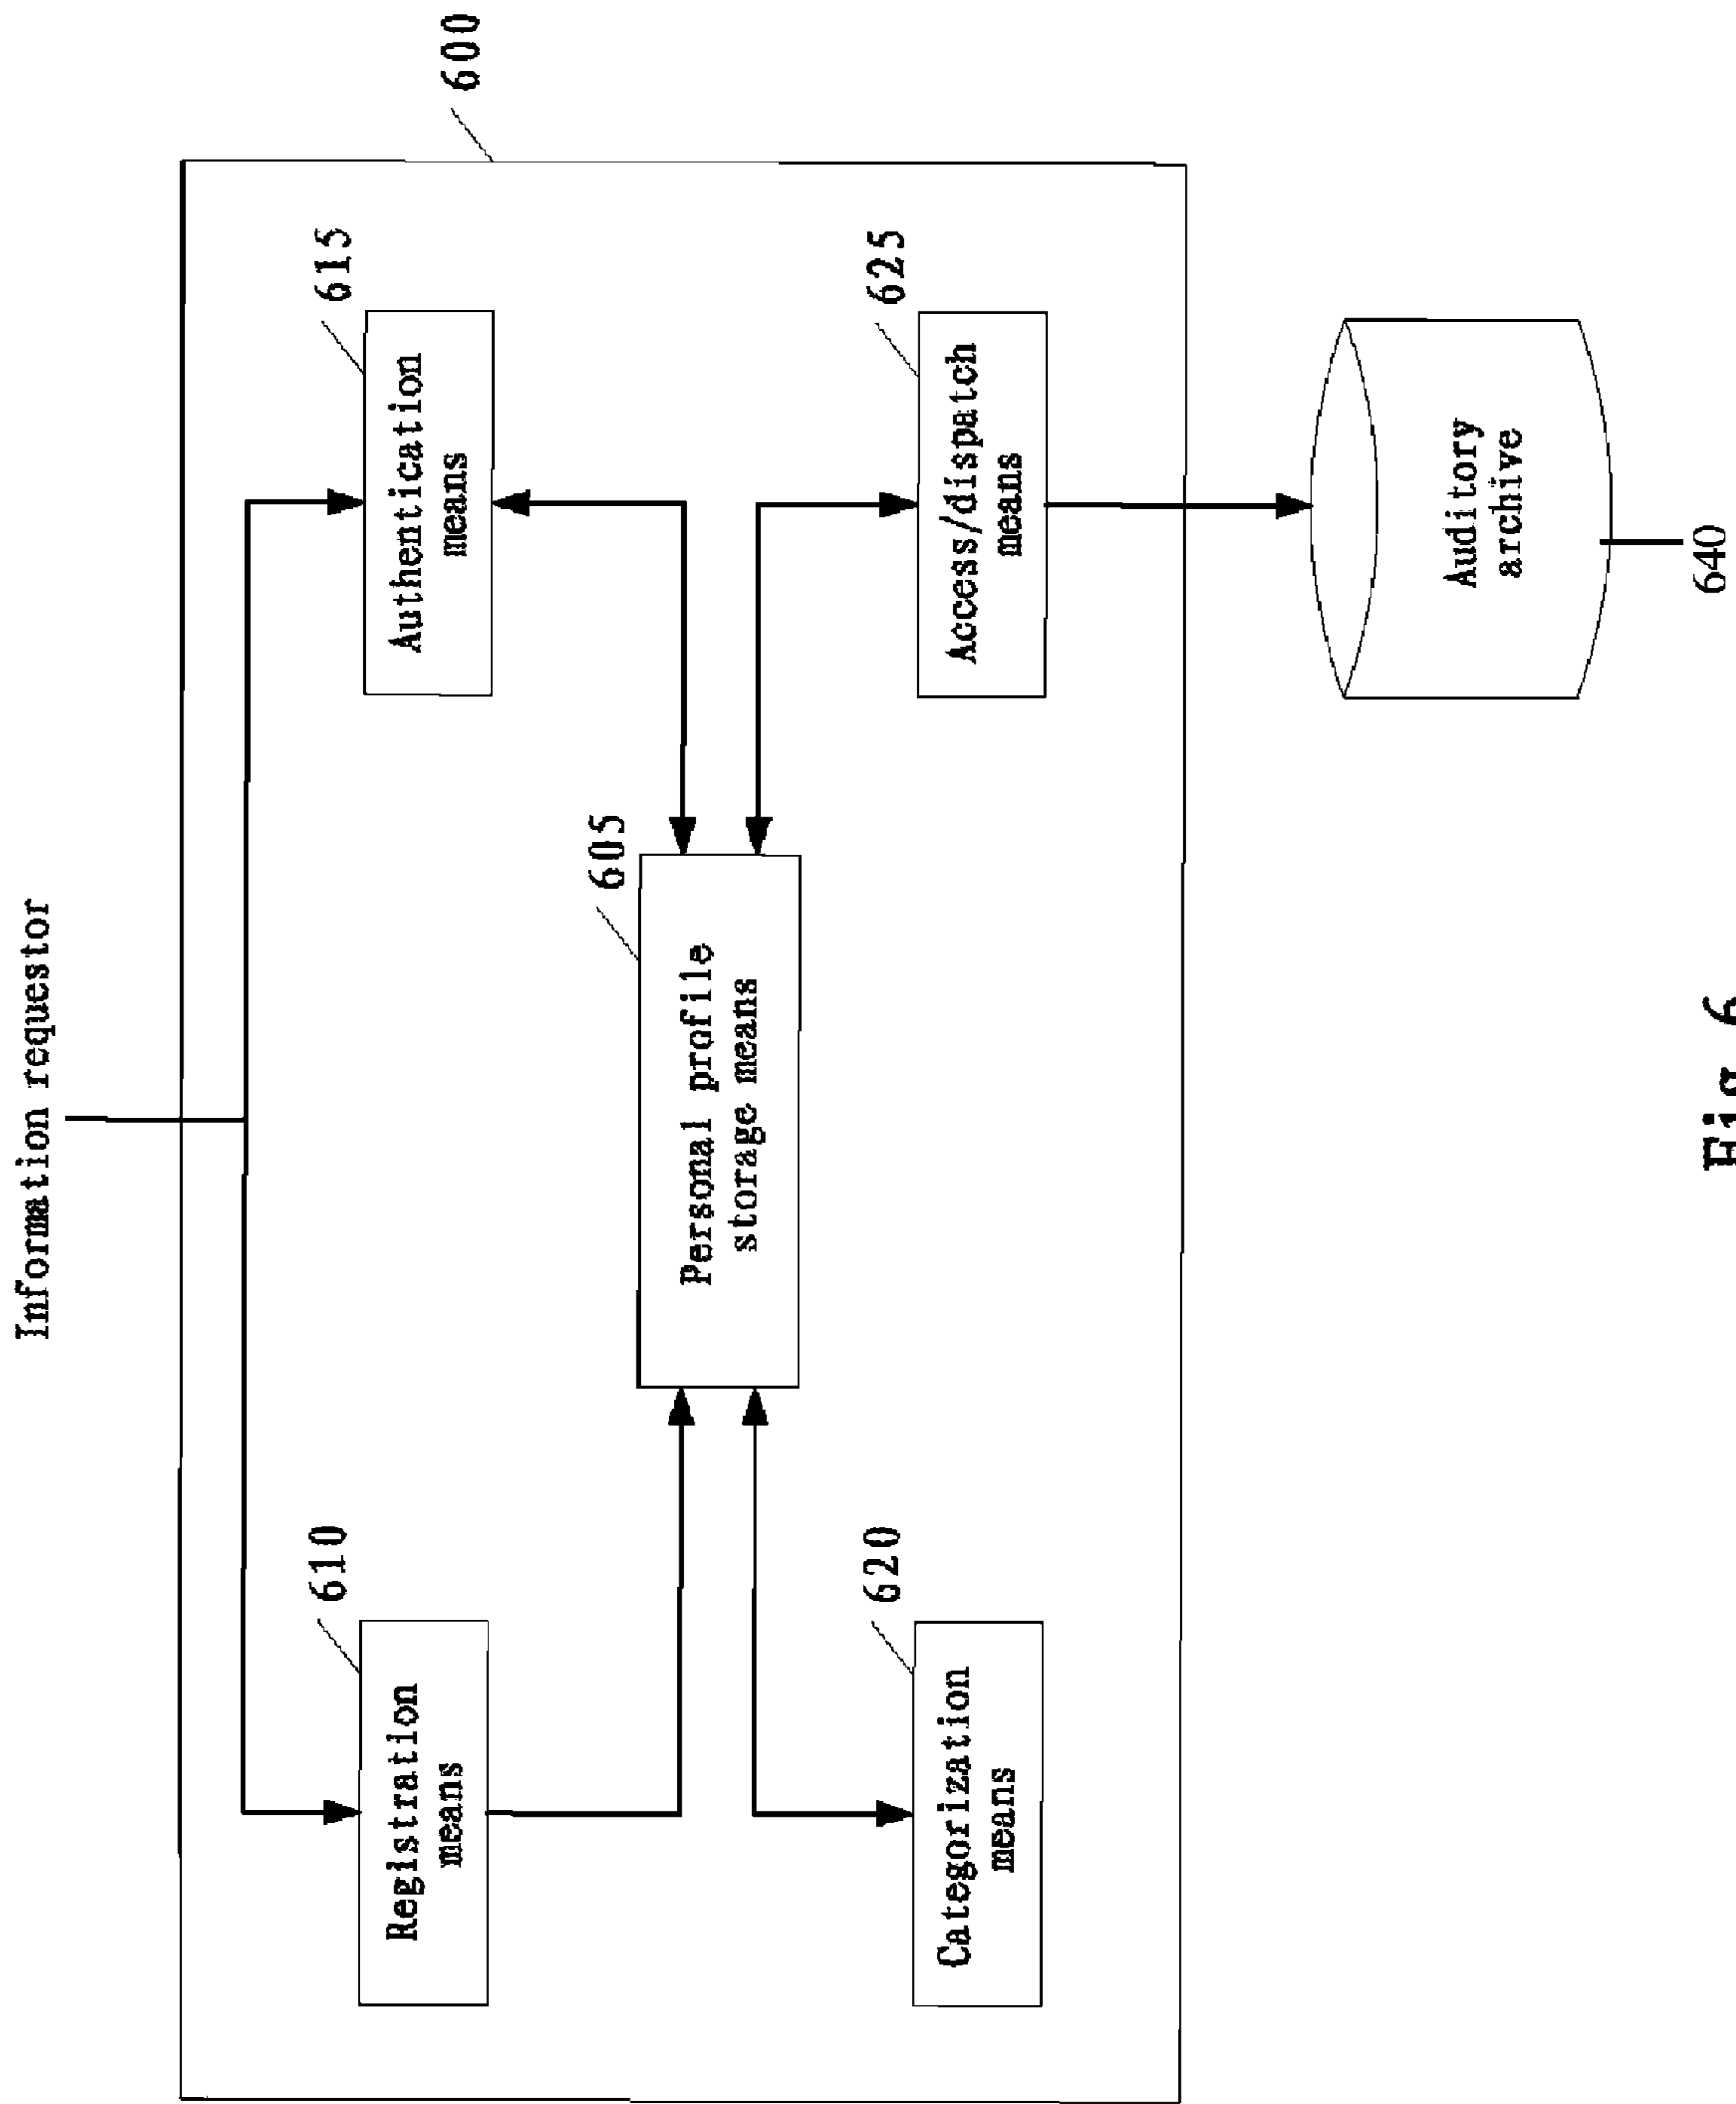 Information requestor
600
610
Registration
means
615
Authentication
means
605
Personal profile
storage means
620
Categorization
means
625
Access/dispatch
means
Auditory
archive
640
Fig. 6